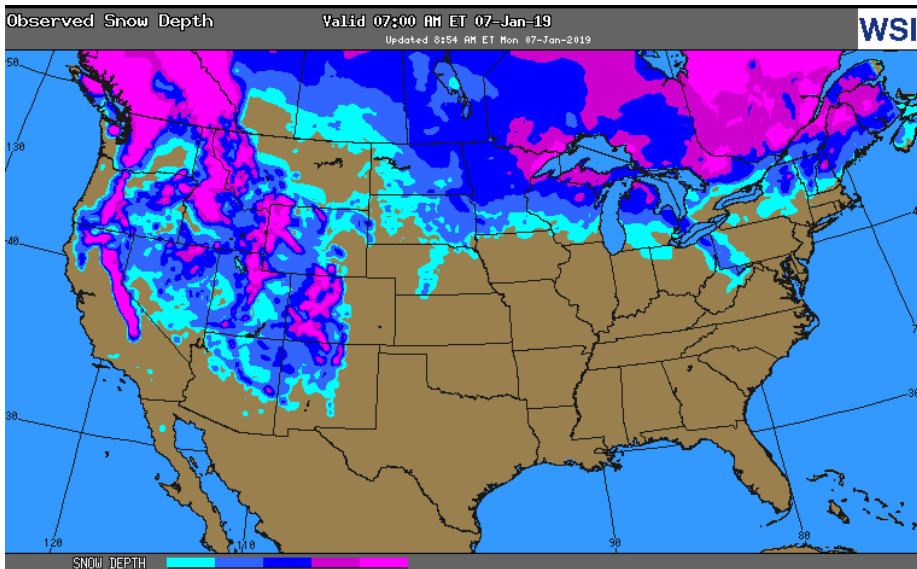 Observed Snow Depth
Valid 07:00 AM ET 07-Jan-19
Updated 8:54 AM ET Mon 07-Jan-2019
WSI
50
130
40
30
30
120
110
90
80
SNOW DEPTH